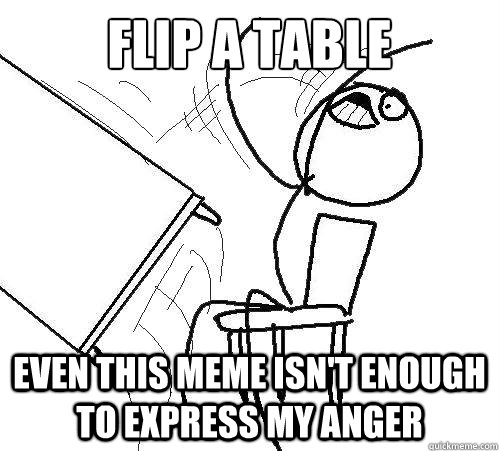 FLIP A TABLE
EVEN THIS MEME ISN'T ENOUGH
TO EXPRESS MY ANGER
quickmeme.com